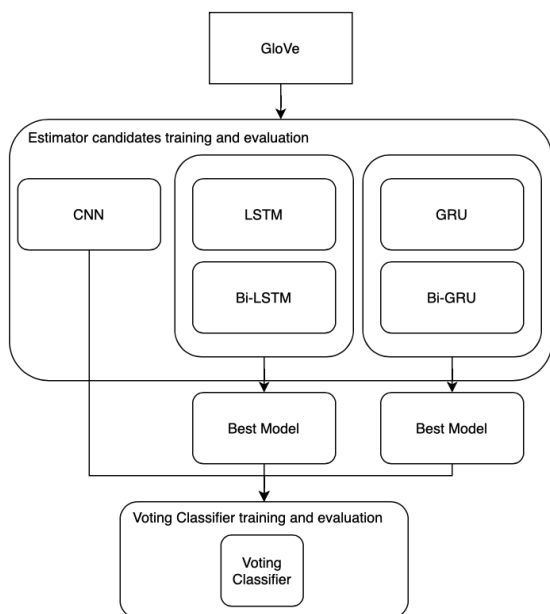 GloVe
Estimator candidates training and evaluation
CNN
LSTM
GRU
Bi-LSTM
Bi-GRU
Best Model
Best Model
Voting Classifier training and evaluation
Voting
Classifier